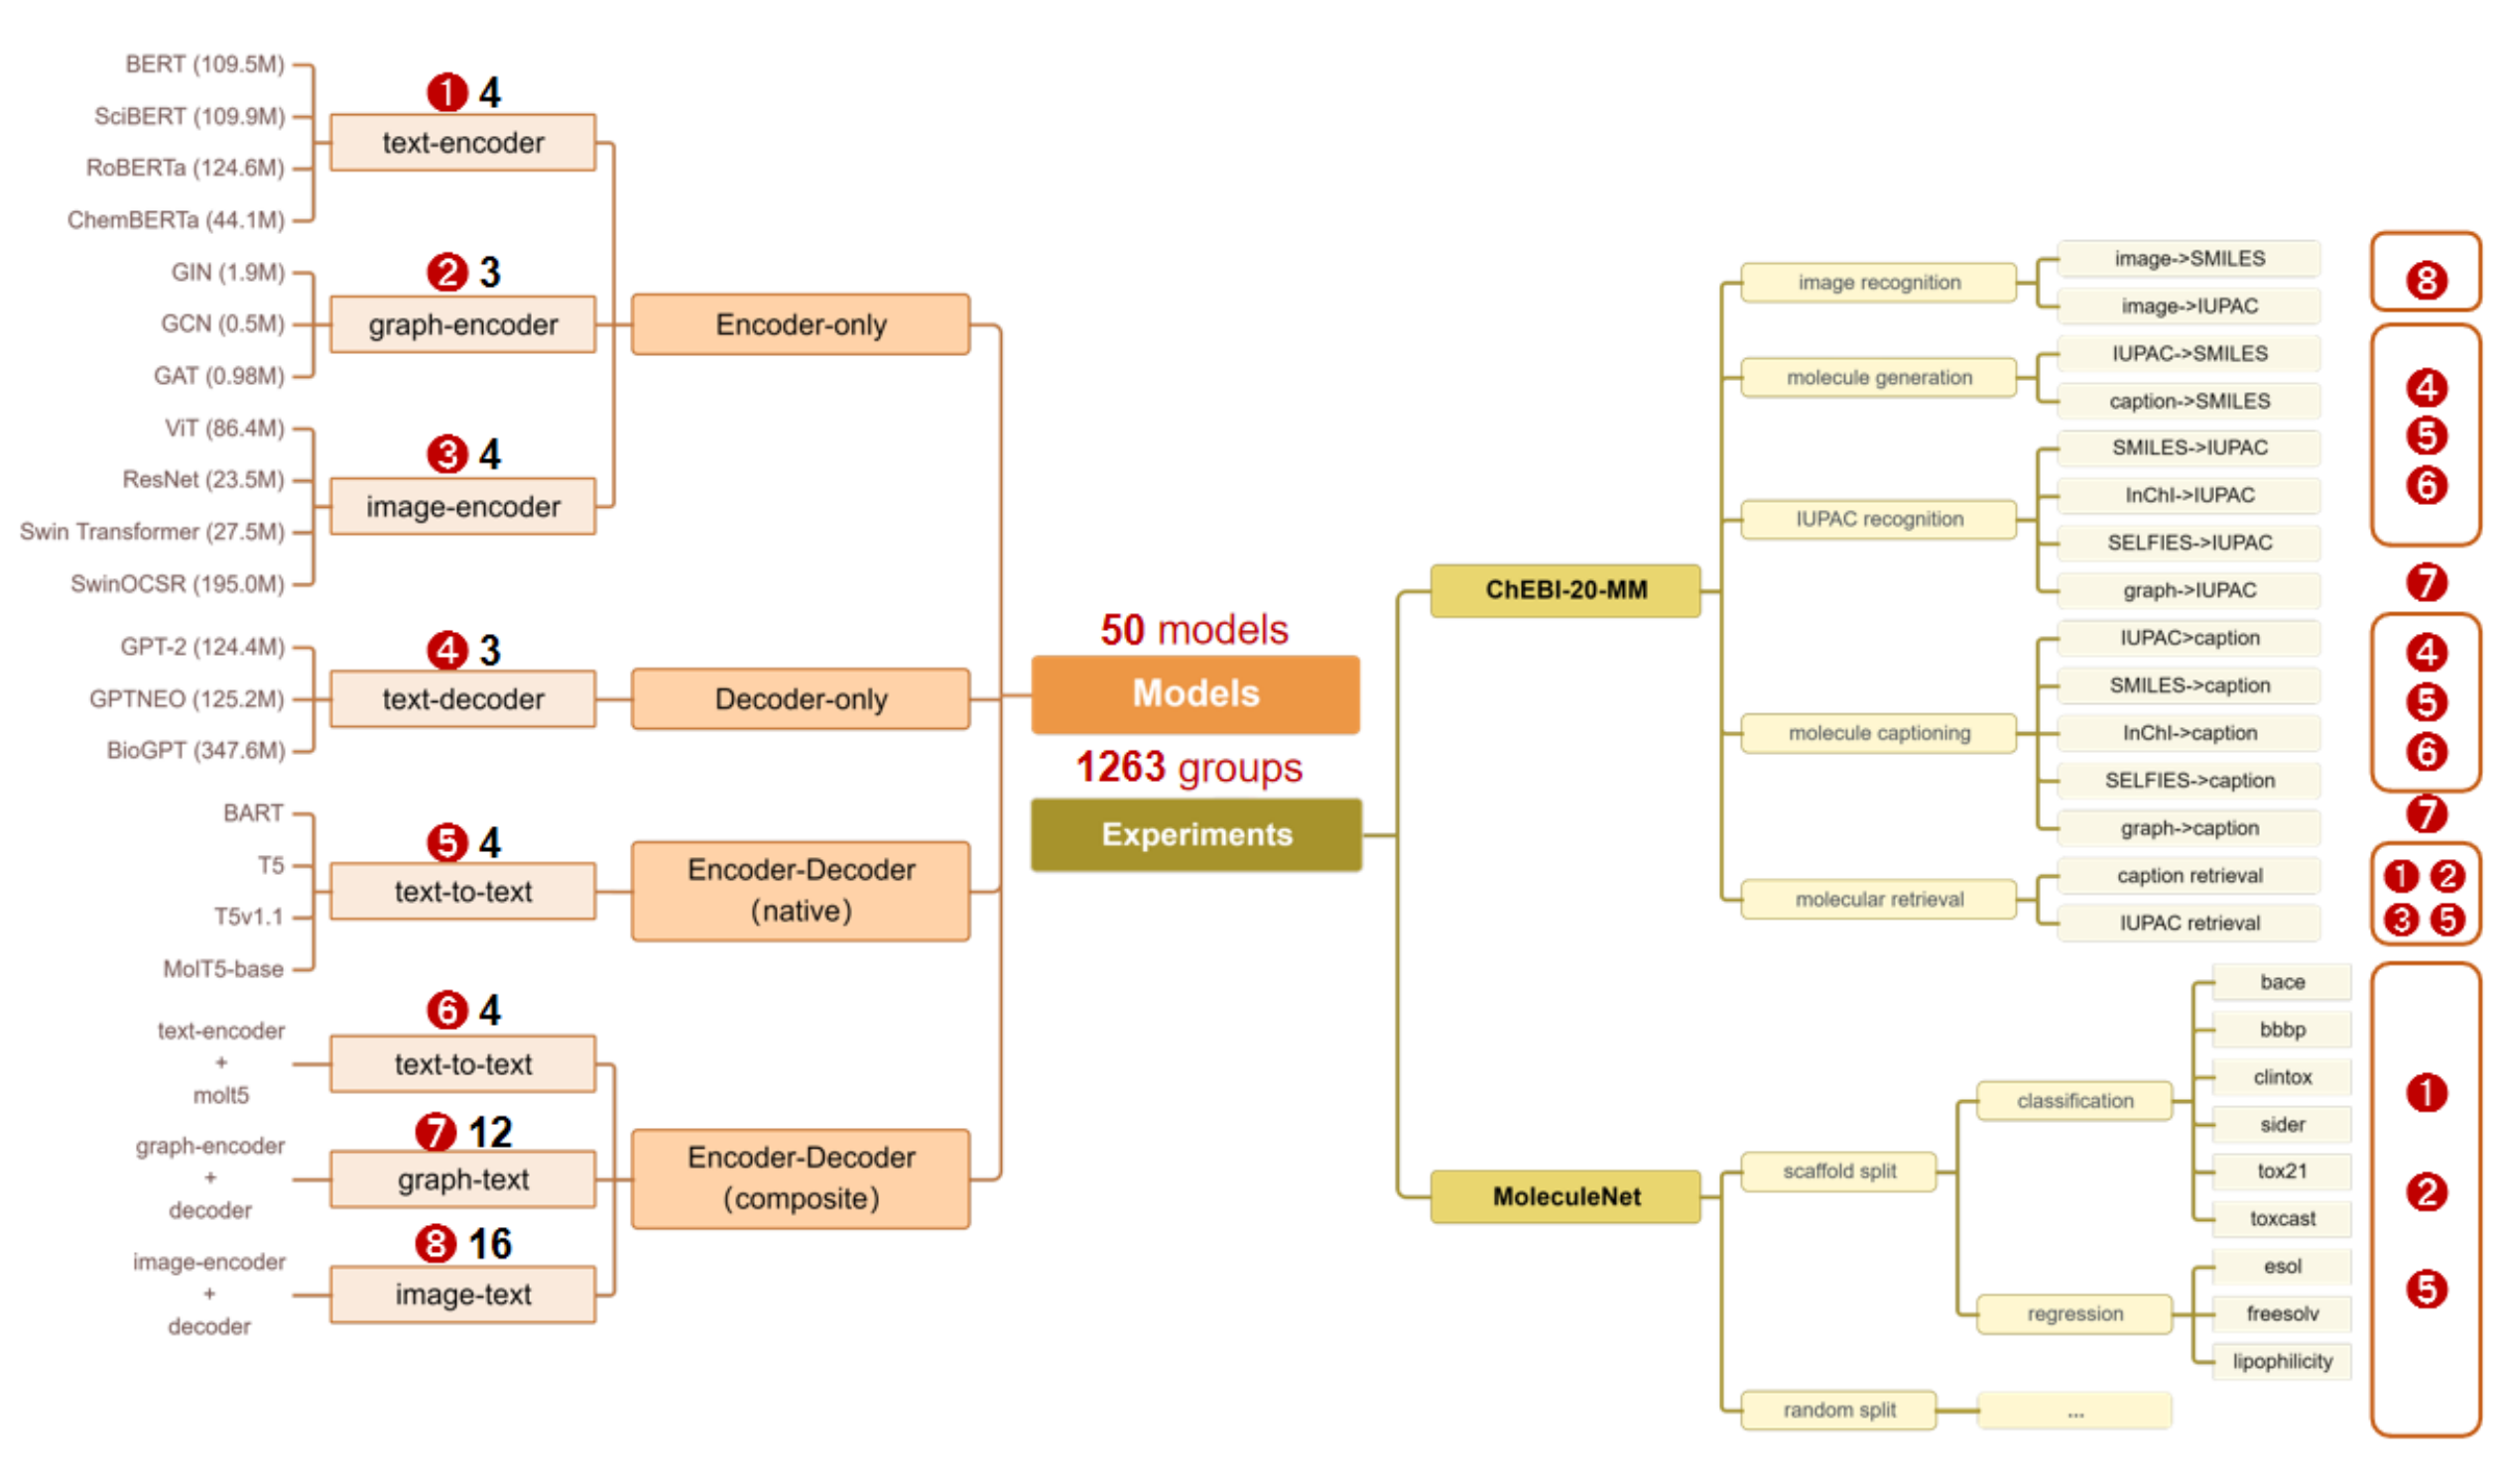 BERT (109.5M)
SciBERT (109.9M)
RoBERTa (124.6M)
ChemBERTa (44.1M)
❶ 4
text-encoder
GIN (1.9M)
GCN (0.5M)
GAT (0.98M)
❷ 3
graph-encoder
ViT (86.4M)
ResNet (23.5M)
Swin Transformer (27.5M)
SwinOCSR (195.0M)
❸ 4
image-encoder
Encoder-only
GPT-2 (124.4M)
GPTNEO (125.2M)
BioGPT (347.6M)
❹ 3
text-decoder
Decoder-only
BART
T5
T5v1.1
MolT5-base
❺ 4
text-to-text
Encoder-Decoder
(native)
text-encoder
+
molt5
❻ 4
text-to-text
graph-encoder
+
decoder
❼ 12
graph-text
image-encoder
+
decoder
❽ 16
image-text
Encoder-Decoder
(composite)
50 models
Models
1263 groups
Experiments
ChEBI-20-MM
image recognition
image->SMILES
image->IUPAC
❽
molecule generation
IUPAC->SMILES
caption->SMILES
IUPAC recognition
SMILES->IUPAC
InChI->IUPAC
SELFIES->IUPAC
graph->IUPAC
❹
❺
❻
❼
molecule captioning
IUPAC>caption
SMILES->caption
InChI->caption
SELFIES->caption
graph->caption
❹
❺
❻
❼
molecular retrieval
caption retrieval
IUPAC retrieval
❶ ❷
❸ ❺
MoleculeNet
scaffold split
classification
bace
bbbp
clintox
sider
tox21
toxcast
regression
esol
freesolv
lipophilicity
random split
...
❶
❷
❺